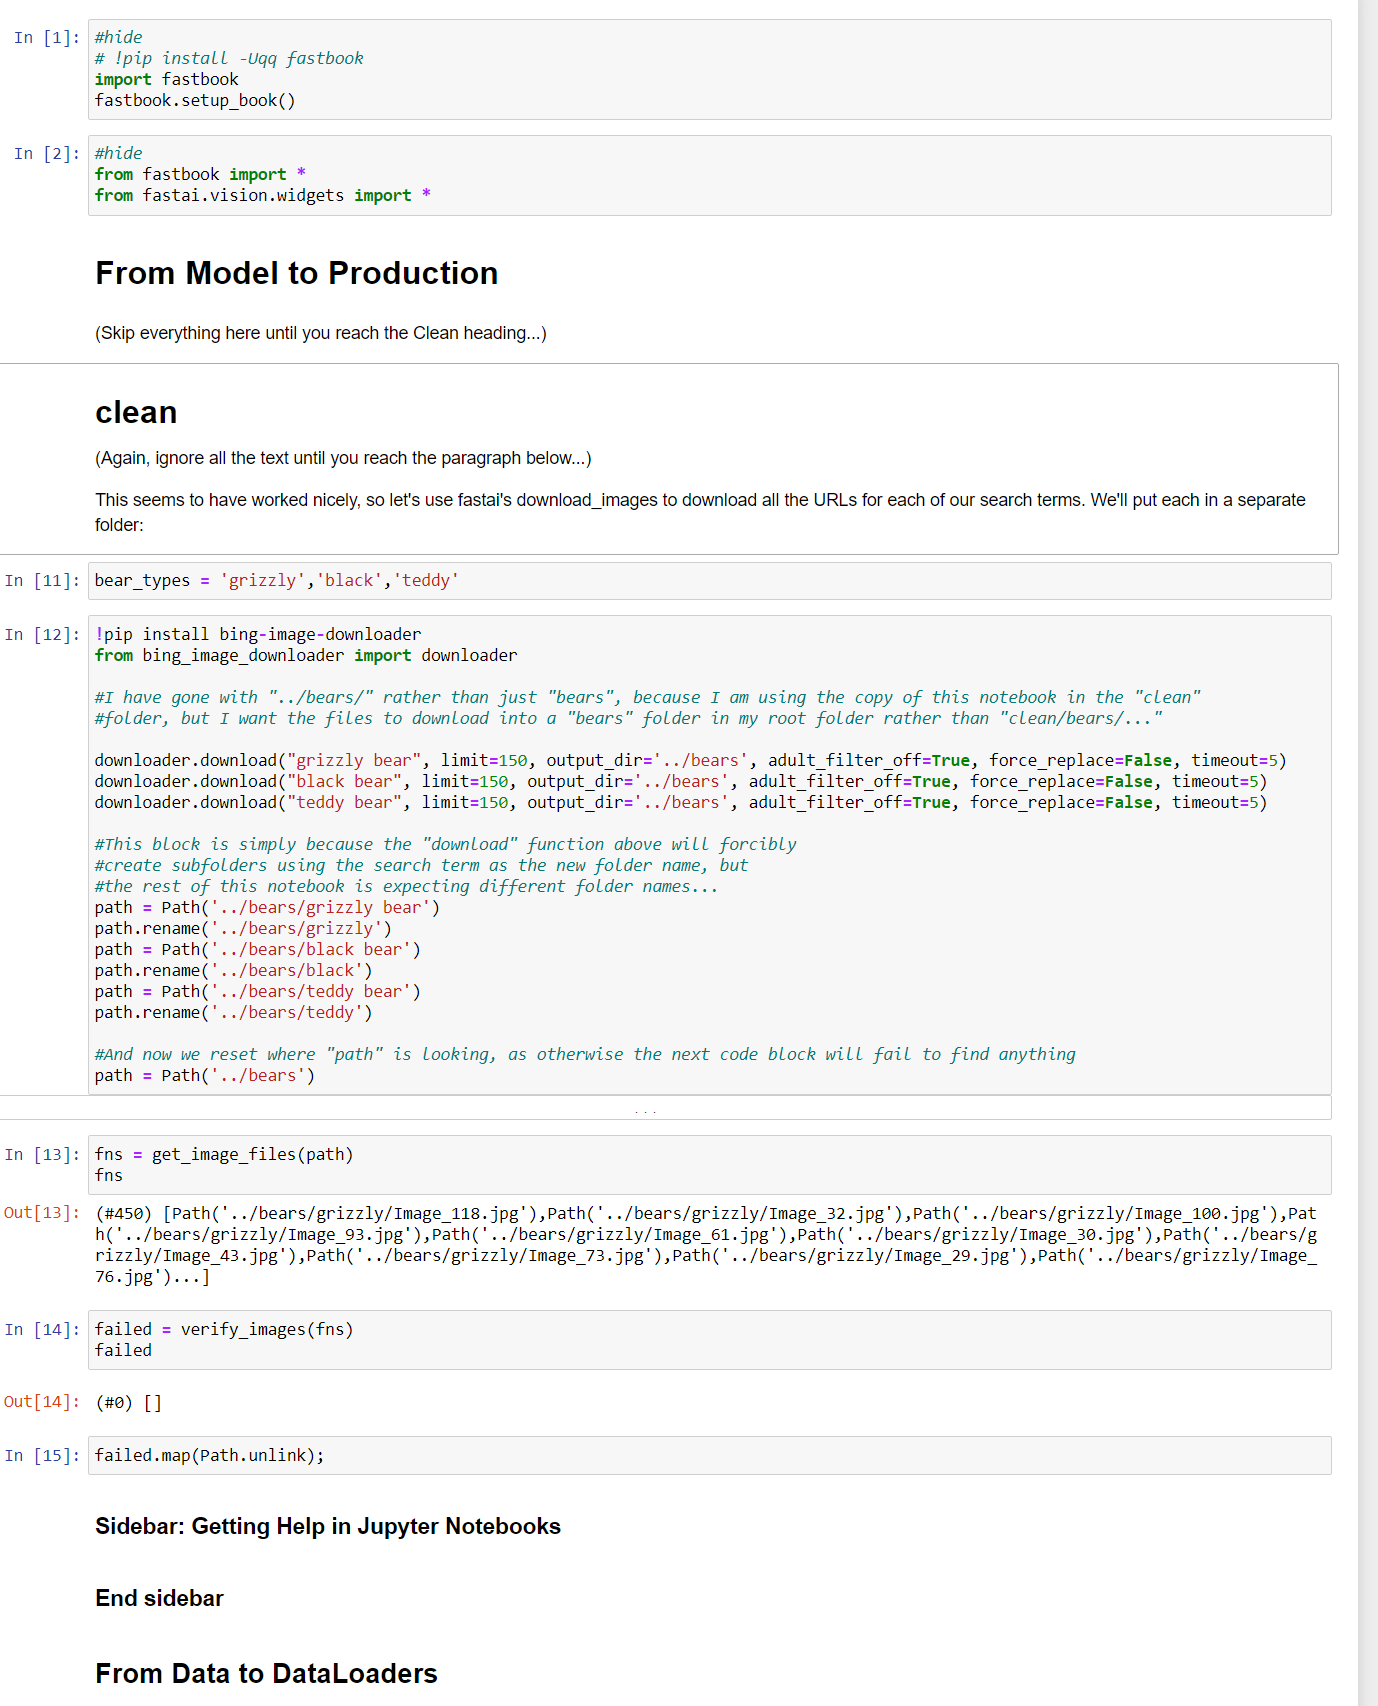 In [1]: #hide
# !pip install -Uqq fastbook
import fastbook
fastbook.setup_book()
In [2]: #hide
from fastbook import *
from fastai.vision.widgets import *
From Model to Production
(Skip everything here until you reach the Clean heading...)
clean
(Again, ignore all the text until you reach the paragraph below...)
This seems to have worked nicely, so let's use fastai's download_images to download all the URLs for each of our search terms. We'll put each in a separate
folder:
In [11]: bear_types = 'grizzly','black','teddy'
In [12]: !pip install bing-image-downloader
from bing_image_downloader import downloader
#I have gone with "../bears/" rather than just "bears", because I am using the copy of this notebook in the "clean"
#folder, but I want the files to download into a "bears" folder in my root folder rather than "clean/bears/..."
downloader.download("grizzly bear", limit=150, output_dir='../bears', adult_filter_off=True, force_replace=False, timeout=5)
downloader.download("black bear", limit=150, output_dir='../bears', adult_filter_off=True, force_replace=False, timeout=5)
downloader.download("teddy bear", limit=150, output_dir='../bears', adult_filter_off=True, force_replace=False, timeout=5)
#This block is simply because the "download" function above will forcibly
#create subfolders using the search term as the new folder name, but
#the rest of this notebook is expecting different folder names...
path = Path('../bears/grizzly bear')
path.rename('../bears/grizzly')
path = Path('../bears/black bear')
path.rename('../bears/black')
path = Path('../bears/teddy bear')
path.rename('../bears/teddy')
#And now we reset where "path" is looking, as otherwise the next code block will fail to find anything
path = Path('../bears')
...
In [13]: fns = get_image_files(path)
fns
Out[13]: (#450) [Path('../bears/grizzly/Image_118.jpg'),Path('../bears/grizzly/Image_32.jpg'),Path('../bears/grizzly/Image_100.jpg'),Pat
h('../bears/grizzly/Image_93.jpg'),Path('../bears/grizzly/Image_61.jpg'),Path('../bears/grizzly/Image_30.jpg'),Path('../bears/g
rizzly/Image_43.jpg'),Path('../bears/grizzly/Image_73.jpg'),Path('../bears/grizzly/Image_29.jpg'),Path('../bears/grizzly/Image_
76.jpg')...]
In [14]: failed = verify_images(fns)
failed
Out[14]: (#0) []
In [15]: failed.map(Path.unlink);
Sidebar: Getting Help in Jupyter Notebooks
End sidebar
From Data to DataLoaders